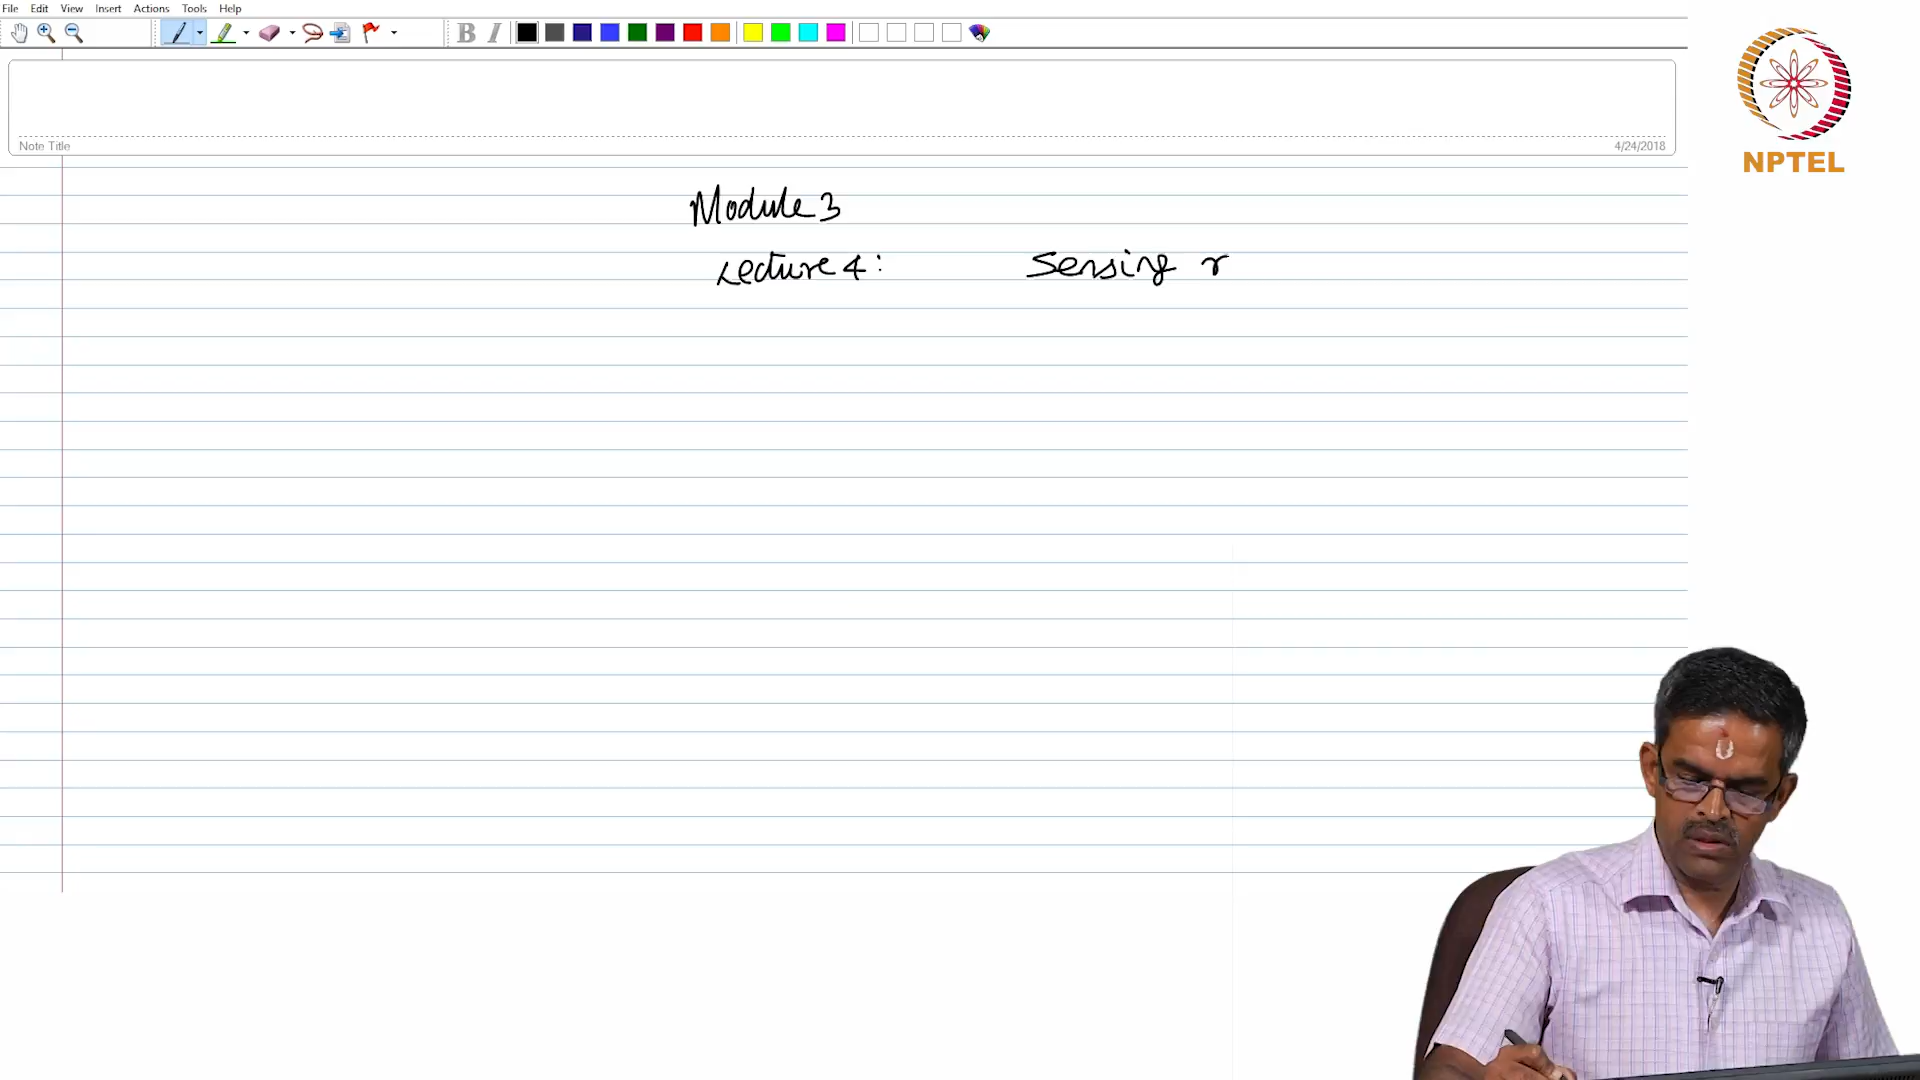 File Edit View Insert Actions Tools Help
B I
NPTEL
Note Title 4/24/2018
Module 3
Lecture 4: Sensing r